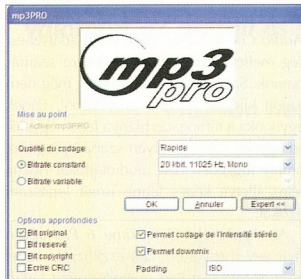 mp3PRO
mp3
pro
Mise au point
Activer mp3PRO
Qualité du codage
Rapide
Bitrate constant
20 kbit, 11025 Hz, Mono
Bitrate variable
OK
Annuler
Expert <<
Options approfondies
Bit original
Permet codage de l'intensité stéréo
Bit reservé
Permet downmix
Bit copyright
Ecrire CRC
Padding
ISO